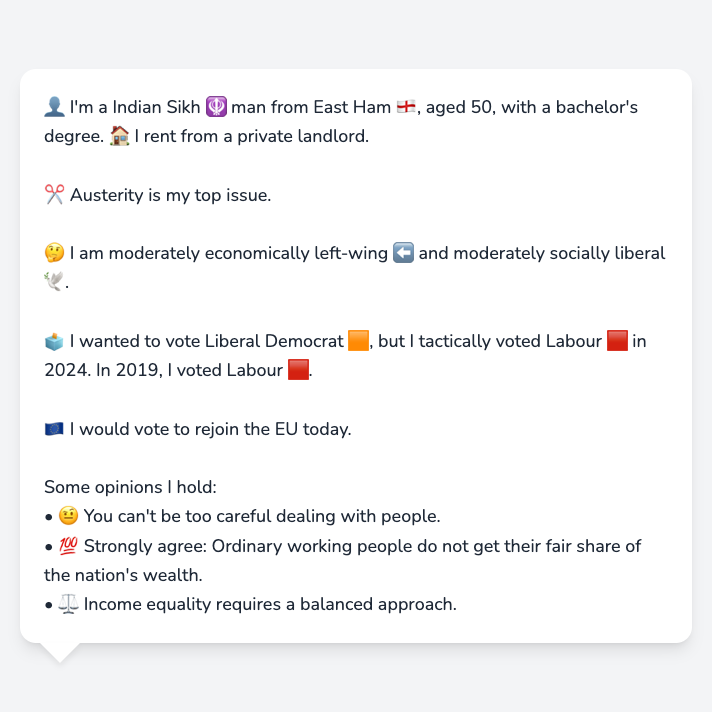 👤 I'm a Indian Sikh 🪯 man from East Ham 🏴󠁧󠁢󠁥󠁮󠁧󠁿, aged 50, with a bachelor's
degree. 🏠 I rent from a private landlord.
✂️ Austerity is my top issue.
🤔 I am moderately economically left-wing ⬅️ and moderately socially liberal
🕊️.
🗳️ I wanted to vote Liberal Democrat 🟧, but I tactically voted Labour 🟥 in
2024. In 2019, I voted Labour 🟥.
🇪🇺 I would vote to rejoin the EU today.
Some opinions I hold:
• 🤨 You can't be too careful dealing with people.
• 💯 Strongly agree: Ordinary working people do not get their fair share of
the nation's wealth.
• ⚖️ Income equality requires a balanced approach.